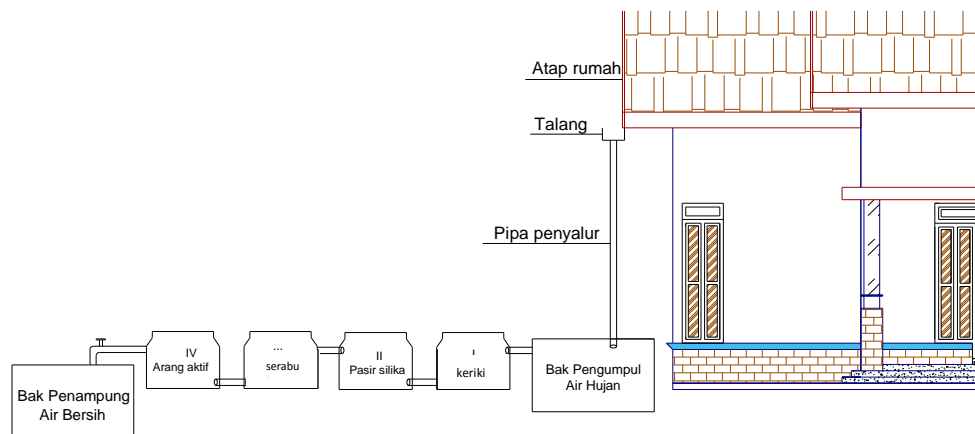 Atap rumah
Talang
Pipa penyalur
IV
Arang aktif
...
serabu
II
Pasir silika
I
keriki
Bak Pengumpul
Air Hujan
Bak Penampung
Air Bersih